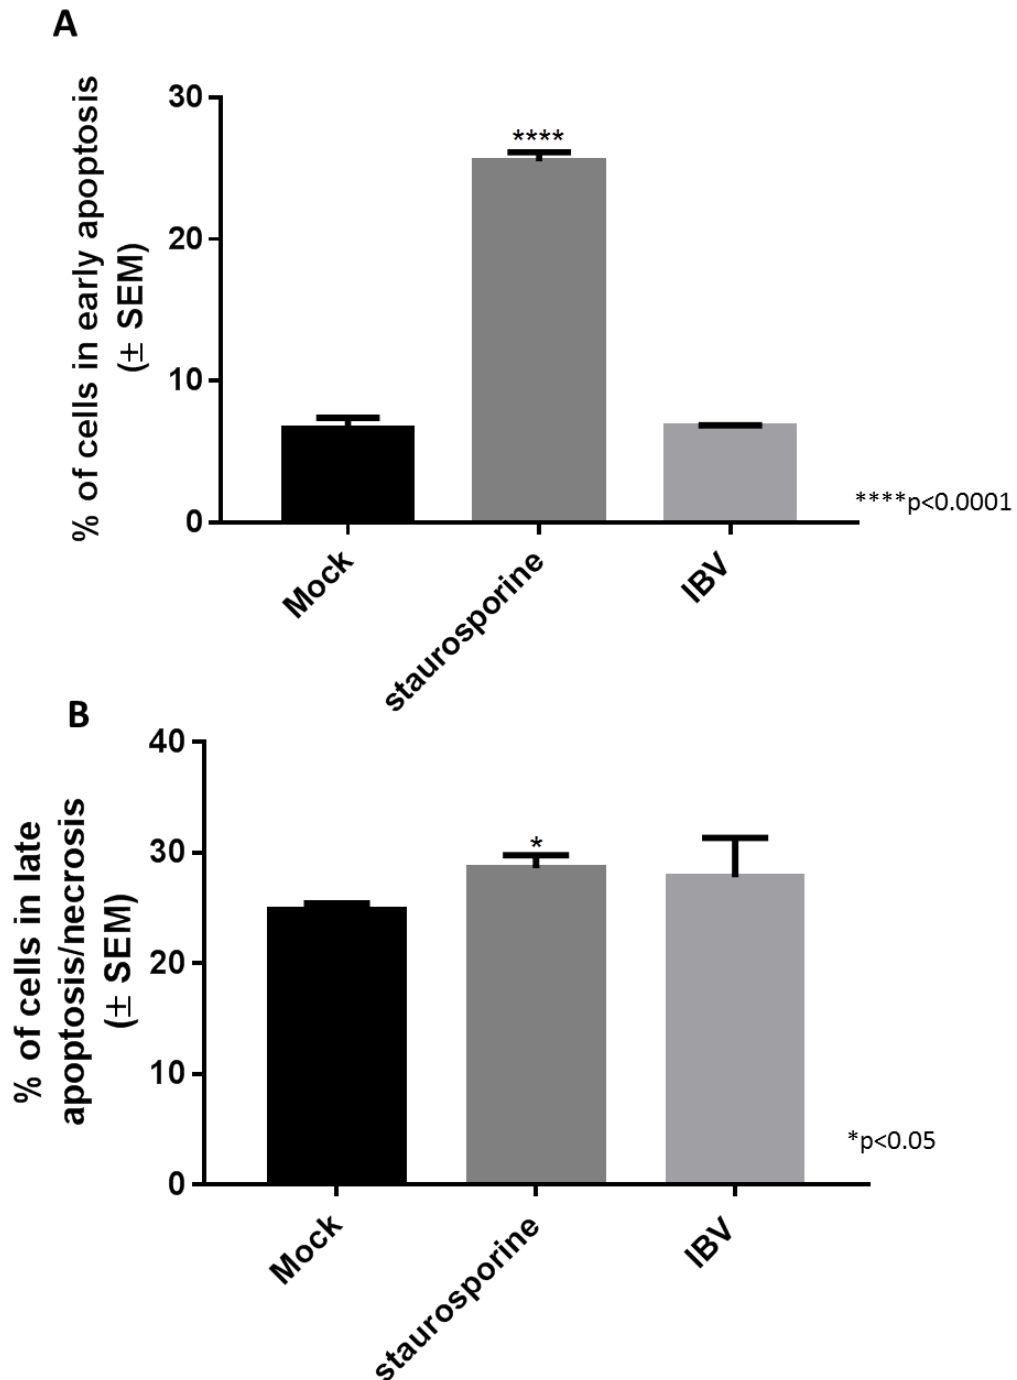 A
% of cells in early apoptosis
(± SEM)
30
20
10
0
****
****p<0.0001
Mock
staurosporine
IBV
B
% of cells in late
apoptosis/necrosis
(± SEM)
40
30
20
10
0
*
*p<0.05
Mock
staurosporine
IBV